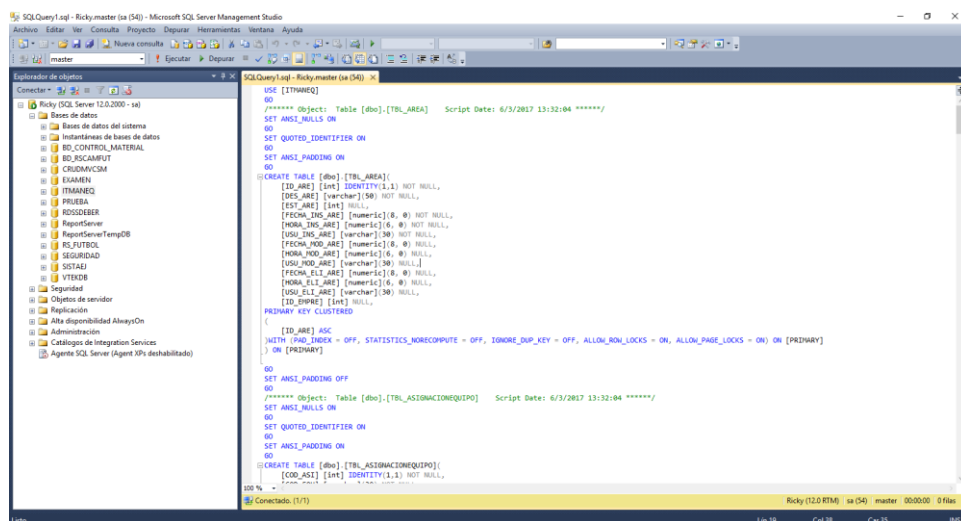 SQLQuery1.sql - Ricky.master (sa (54)) - Microsoft SQL Server Management Studio
Archivo Editar Ver Consulta Proyecto Depurar Herramientas Ventana Ayuda
Nueva consulta
master Ejecutar Depurar
Explorador de objetos
Conectar
Ricky (SQL Server 12.0.2000 - sa)
Bases de datos
Bases de datos del sistema
Instantáneas de bases de datos
BD_CONTROL_MATERIAL
BD_RSCAMFUT
CRUDMVCSM
EXAMEN
ITMANEQ
PRUEBA
RDSSDEBER
ReportServer
ReportServerTempDB
RS_FUTBOL
SEGURIDAD
SISTAEJ
VTEKDB
Seguridad
Objetos de servidor
Replicación
Alta disponibilidad AlwaysOn
Administración
Catálogos de Integration Services
Agente SQL Server (Agent XPs deshabilitado)
SQLQuery1.sql - Ricky.master (sa (54))
USE [ITMANEQ]
GO
/****** Object: Table [dbo].[TBL_AREA] Script Date: 6/3/2017 13:32:04 ******/
SET ANSI_NULLS ON
GO
SET QUOTED_IDENTIFIER ON
GO
SET ANSI_PADDING ON
GO
CREATE TABLE [dbo].[TBL_AREA](
[ID_ARE] [int] IDENTITY(1,1) NOT NULL,
[DES_ARE] [varchar](50) NOT NULL,
[EST_ARE] [int] NULL,
[FECHA_INS_ARE] [numeric](8, 0) NOT NULL,
[HORA_INS_ARE] [numeric](6, 0) NOT NULL,
[USU_INS_ARE] [varchar](30) NOT NULL,
[FECHA_MOD_ARE] [numeric](8, 0) NULL,
[HORA_MOD_ARE] [numeric](6, 0) NULL,
[USU_MOD_ARE] [varchar](30) NULL,
[FECHA_ELI_ARE] [numeric](8, 0) NULL,
[HORA_ELI_ARE] [numeric](6, 0) NULL,
[USU_ELI_ARE] [varchar](30) NULL,
[ID_EMPRE] [int] NULL,
PRIMARY KEY CLUSTERED
(
[ID_ARE] ASC
)WITH (PAD_INDEX = OFF, STATISTICS_NORECOMPUTE = OFF, IGNORE_DUP_KEY = OFF, ALLOW_ROW_LOCKS = ON, ALLOW_PAGE_LOCKS = ON) ON [PRIMARY]
) ON [PRIMARY]
GO
SET ANSI_PADDING OFF
GO
/****** Object: Table [dbo].[TBL_ASIGNACIONEQUIPO] Script Date: 6/3/2017 13:32:04 ******/
SET ANSI_NULLS ON
GO
SET QUOTED_IDENTIFIER ON
GO
SET ANSI_PADDING ON
GO
CREATE TABLE [dbo].[TBL_ASIGNACIONEQUIPO](
[COD_ASI] [int] IDENTITY(1,1) NOT NULL,
100 %
Conectado. (1/1)
Ricky (12.0 RTM) sa (54) master 00:00:00 0 filas
Listo Lín 19 Col 38 Car 35 INS